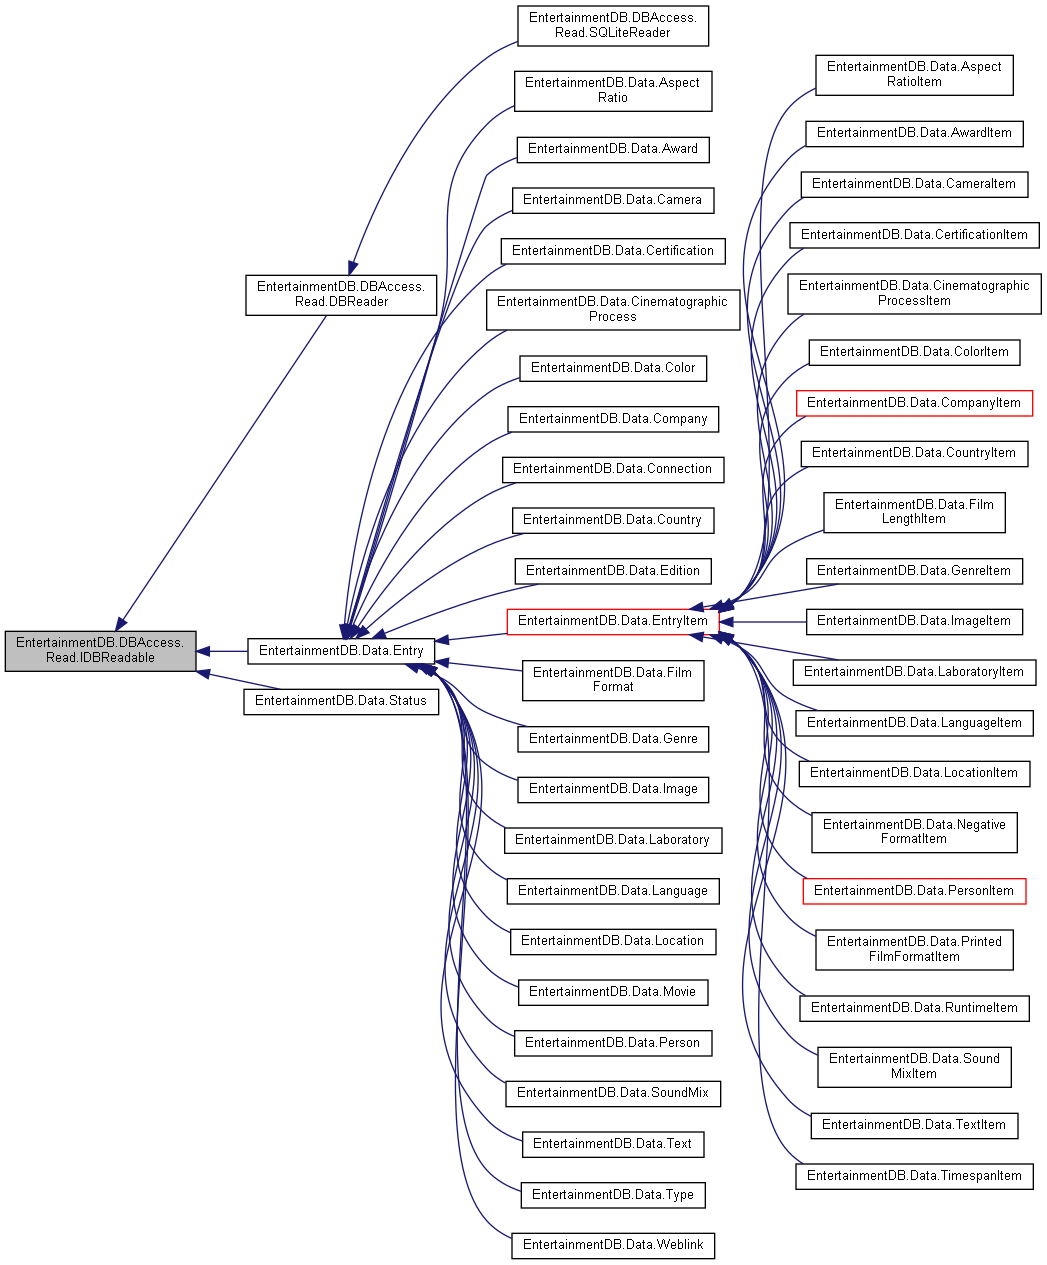 EntertainmentDB.DBAccess.
Read.IDBReadable
EntertainmentDB.DBAccess.
Read.DBReader
EntertainmentDB.Data.Entry
EntertainmentDB.Data.Status
EntertainmentDB.DBAccess.
Read.SQLiteReader
EntertainmentDB.Data.Aspect
Ratio
EntertainmentDB.Data.Award
EntertainmentDB.Data.Camera
EntertainmentDB.Data.Certification
EntertainmentDB.Data.Cinematographic
Process
EntertainmentDB.Data.Color
EntertainmentDB.Data.Company
EntertainmentDB.Data.Connection
EntertainmentDB.Data.Country
EntertainmentDB.Data.Edition
EntertainmentDB.Data.EntryItem
EntertainmentDB.Data.Film
Format
EntertainmentDB.Data.Genre
EntertainmentDB.Data.Image
EntertainmentDB.Data.Laboratory
EntertainmentDB.Data.Language
EntertainmentDB.Data.Location
EntertainmentDB.Data.Movie
EntertainmentDB.Data.Person
EntertainmentDB.Data.SoundMix
EntertainmentDB.Data.Text
EntertainmentDB.Data.Type
EntertainmentDB.Data.Weblink
EntertainmentDB.Data.Aspect
RatioItem
EntertainmentDB.Data.AwardItem
EntertainmentDB.Data.CameraItem
EntertainmentDB.Data.CertificationItem
EntertainmentDB.Data.Cinematographic
ProcessItem
EntertainmentDB.Data.ColorItem
EntertainmentDB.Data.CompanyItem
EntertainmentDB.Data.CountryItem
EntertainmentDB.Data.Film
LengthItem
EntertainmentDB.Data.GenreItem
EntertainmentDB.Data.ImageItem
EntertainmentDB.Data.LaboratoryItem
EntertainmentDB.Data.LanguageItem
EntertainmentDB.Data.LocationItem
EntertainmentDB.Data.Negative
FormatItem
EntertainmentDB.Data.PersonItem
EntertainmentDB.Data.Printed
FilmFormatItem
EntertainmentDB.Data.RuntimeItem
EntertainmentDB.Data.Sound
MixItem
EntertainmentDB.Data.TextItem
EntertainmentDB.Data.TimespanItem